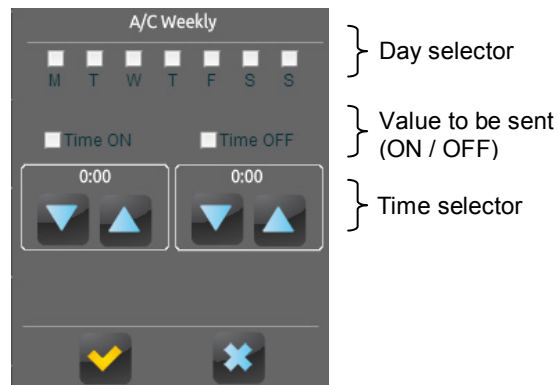 A/C Weekly
M T W T F S S
Day selector
Time ON Time OFF
Value to be sent
(ON / OFF)
0:00 0:00
Time selector